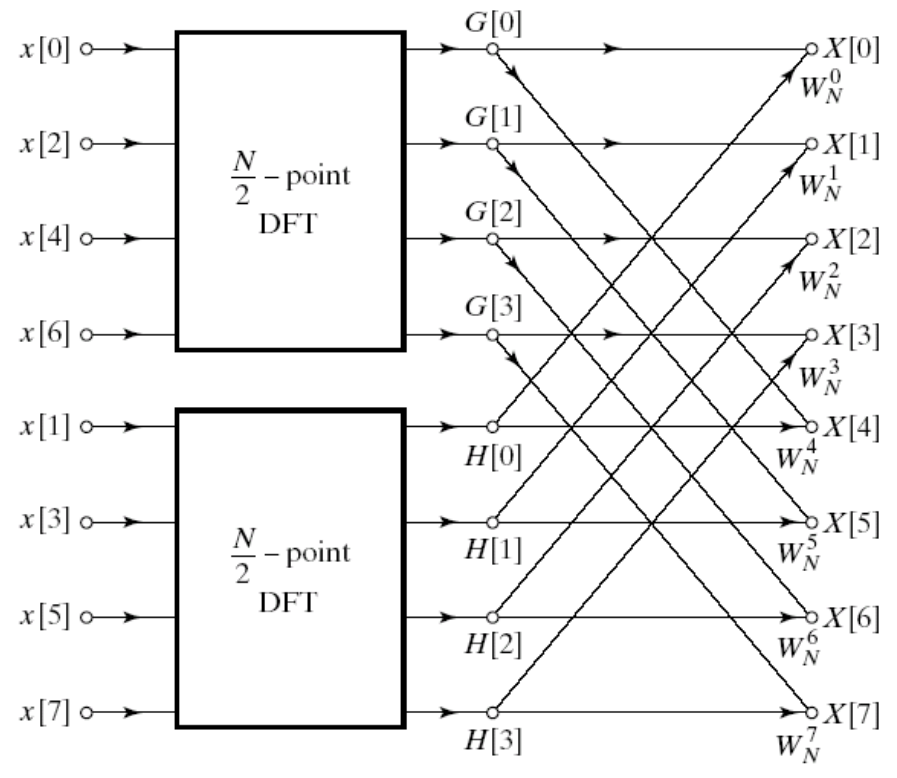 G[0]
x[0] X[0]
W_N^0
G[1]
x[2] X[1]
N/2 – point
DFT
W_N^1
G[2]
x[4] X[2]
W_N^2
G[3]
x[6] X[3]
W_N^3
x[1] X[4]
H[0] W_N^4
x[3] X[5]
N/2 – point
DFT
H[1] W_N^5
x[5] X[6]
H[2] W_N^6
x[7] X[7]
H[3] W_N^7